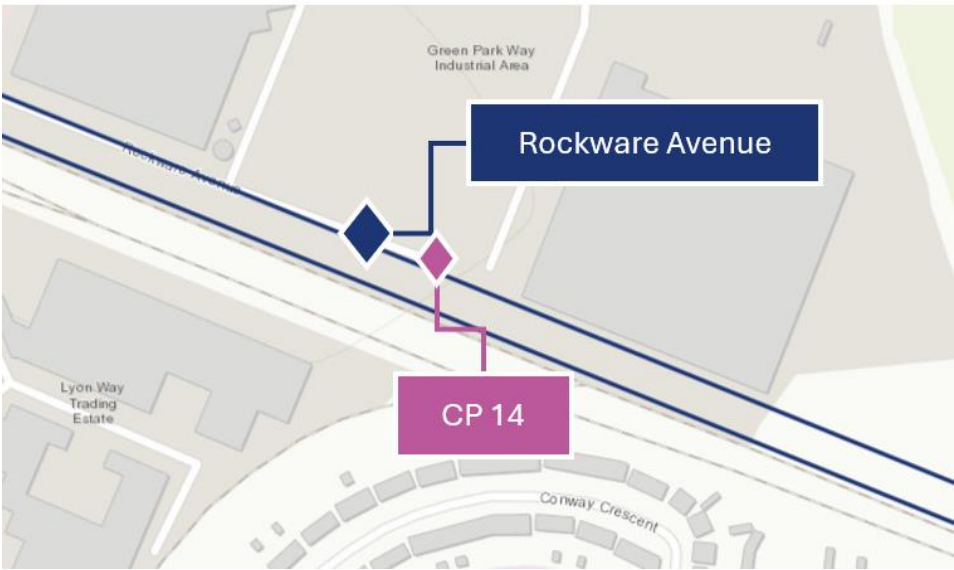 Green Park Way
Industrial Area
Rockware Avenue
Rockware Avenue
Lyon Way
Trading
Estate
CP 14
Conway Crescent